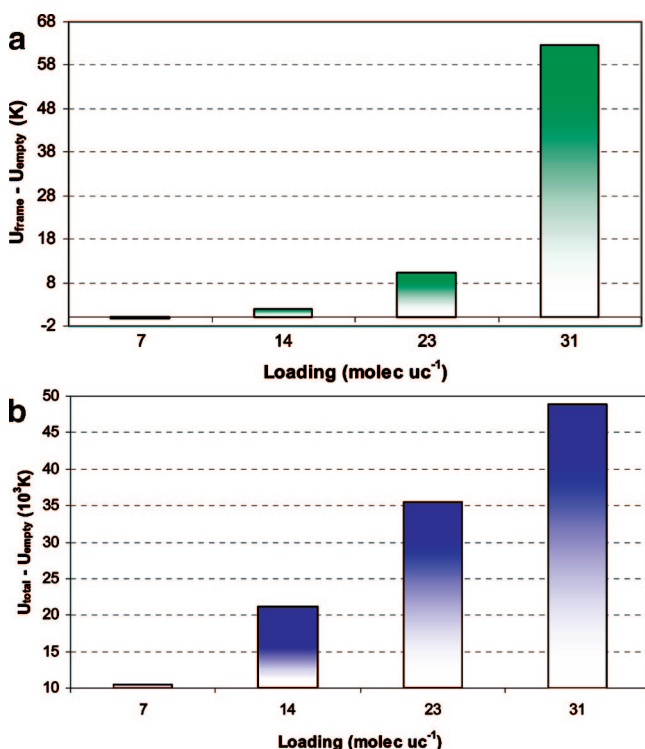 a
68
58
48
38
28
18
8
-2
Uframe - Uempty (K)
7 14 23 31
Loading (molec uc⁻¹)
b
50
45
40
35
30
25
20
15
10
Utotal - Uempty (10³K)
7 14 23 31
Loading (molec uc⁻¹)